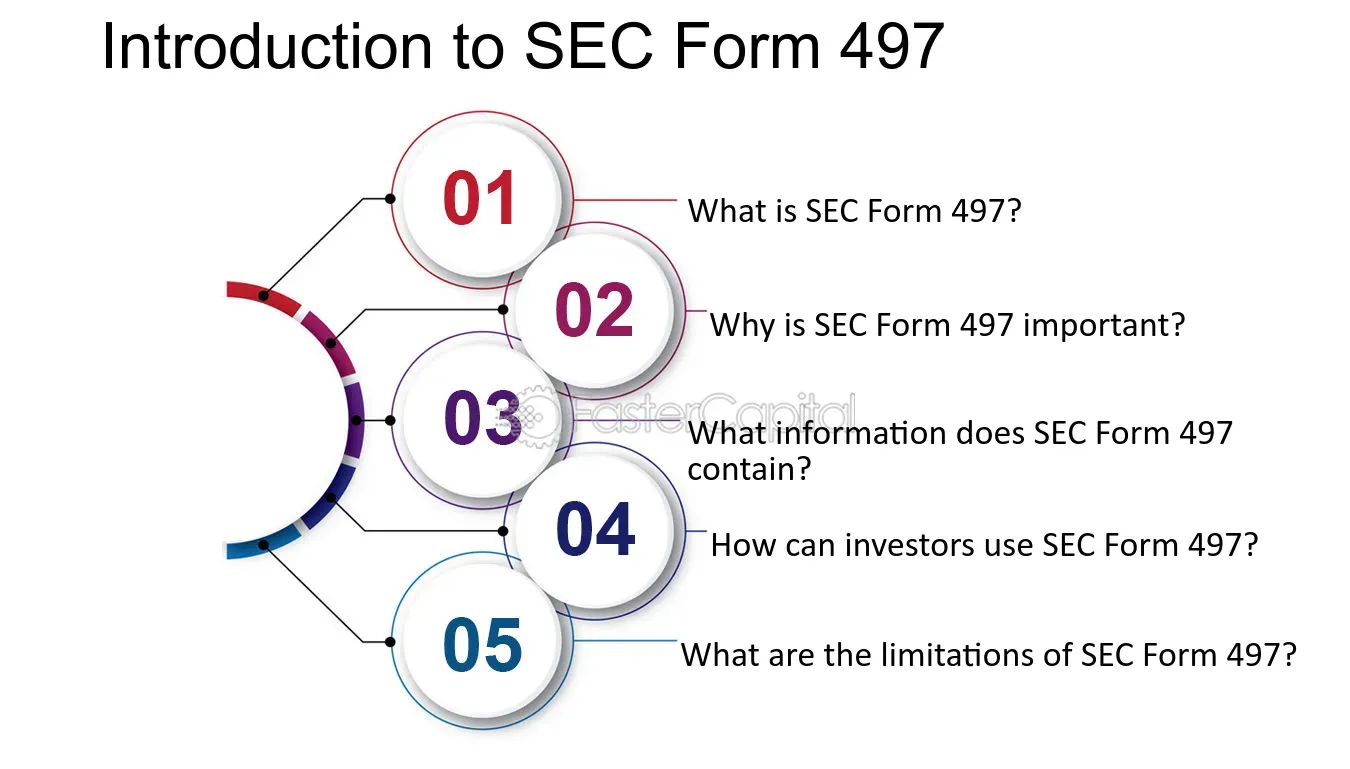 Introduction to SEC Form 497
01
What is SEC Form 497?
02
Why is SEC Form 497 important?
03
FasterCapital
What information does SEC Form 497
contain?
04
How can investors use SEC Form 497?
05
What are the limitations of SEC Form 497?